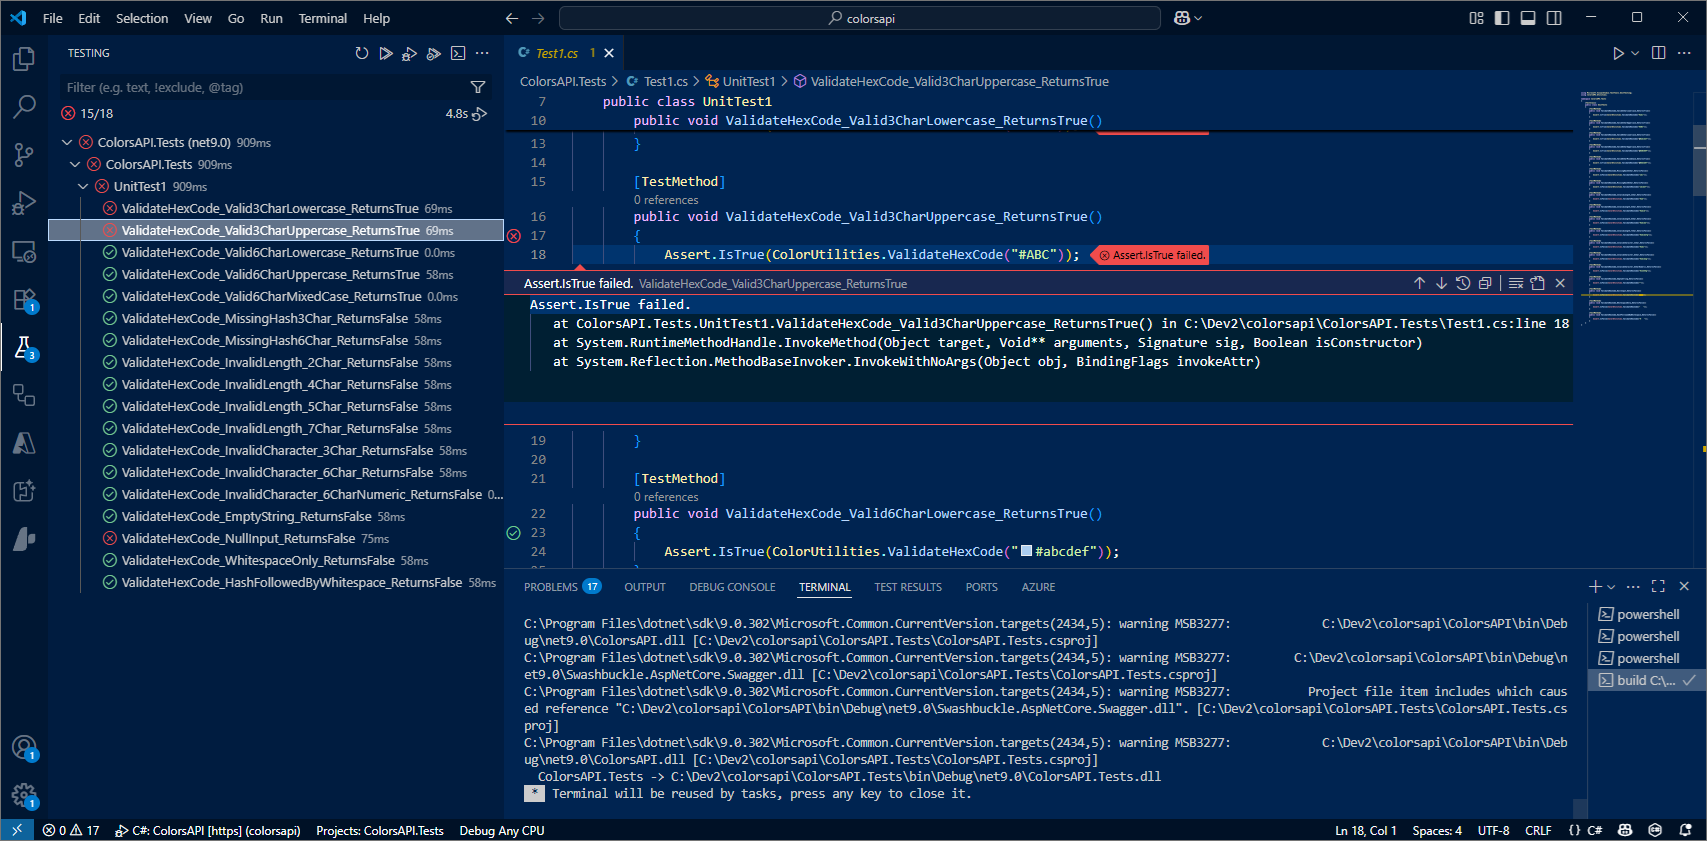 File Edit Selection View Go Run Terminal Help
colorsapi
TESTING
Filter (e.g. text, !exclude, @tag)
15/18 4.8s
ColorsAPI.Tests (net9.0) 909ms
ColorsAPI.Tests 909ms
UnitTest1 909ms
ValidateHexCode_Valid3CharLowercase_ReturnsTrue 69ms
ValidateHexCode_Valid3CharUppercase_ReturnsTrue 69ms
ValidateHexCode_Valid6CharLowercase_ReturnsTrue 0.0ms
ValidateHexCode_Valid6CharUppercase_ReturnsTrue 58ms
ValidateHexCode_Valid6CharMixedCase_ReturnsTrue 0.0ms
ValidateHexCode_MissingHash3Char_ReturnsFalse 58ms
ValidateHexCode_MissingHash6Char_ReturnsFalse 58ms
ValidateHexCode_InvalidLength_2Char_ReturnsFalse 58ms
ValidateHexCode_InvalidLength_4Char_ReturnsFalse 58ms
ValidateHexCode_InvalidLength_5Char_ReturnsFalse 58ms
ValidateHexCode_InvalidLength_7Char_ReturnsFalse 58ms
ValidateHexCode_InvalidCharacter_3Char_ReturnsFalse 58ms
ValidateHexCode_InvalidCharacter_6Char_ReturnsFalse 58ms
ValidateHexCode_InvalidCharacter_6CharNumeric_ReturnsFalse 0...
ValidateHexCode_EmptyString_ReturnsFalse 58ms
ValidateHexCode_NullInput_ReturnsFalse 75ms
ValidateHexCode_WhitespaceOnly_ReturnsFalse 58ms
ValidateHexCode_HashFollowedByWhitespace_ReturnsFalse 58ms
1
3
1
1
Test1.cs 1
ColorsAPI.Tests > Test1.cs > UnitTest1 > ValidateHexCode_Valid3CharUppercase_ReturnsTrue
7 public class UnitTest1
10 public void ValidateHexCode_Valid3CharLowercase_ReturnsTrue()
13 }
14
15 [TestMethod]
0 references
16 public void ValidateHexCode_Valid3CharUppercase_ReturnsTrue()
17 {
18 Assert.IsTrue(ColorUtilities.ValidateHexCode("#ABC")); Assert.IsTrue failed.
Assert.IsTrue failed. ValidateHexCode_Valid3CharUppercase_ReturnsTrue
Assert.IsTrue failed.
at ColorsAPI.Tests.UnitTest1.ValidateHexCode_Valid3CharUppercase_ReturnsTrue() in C:\Dev2\colorsapi\ColorsAPI.Tests\Test1.cs:line 18
at System.RuntimeMethodHandle.InvokeMethod(Object target, Void** arguments, Signature sig, Boolean isConstructor)
at System.Reflection.MethodBaseInvoker.InvokeWithNoArgs(Object obj, BindingFlags invokeAttr)
19 }
20
21 [TestMethod]
0 references
22 public void ValidateHexCode_Valid6CharLowercase_ReturnsTrue()
23 {
24 Assert.IsTrue(ColorUtilities.ValidateHexCode("#abcdef"));
PROBLEMS 17 OUTPUT DEBUG CONSOLE TERMINAL TEST RESULTS PORTS AZURE
C:\Program Files\dotnet\sdk\9.0.302\Microsoft.Common.CurrentVersion.targets(2434,5): warning MSB3277: C:\Dev2\colorsapi\ColorsAPI\bin\Deb
ug\net9.0\ColorsAPI.dll [C:\Dev2\colorsapi\ColorsAPI.Tests\ColorsAPI.Tests.csproj]
C:\Program Files\dotnet\sdk\9.0.302\Microsoft.Common.CurrentVersion.targets(2434,5): warning MSB3277: C:\Dev2\colorsapi\ColorsAPI\bin\Debug\n
et9.0\Swashbuckle.AspNetCore.Swagger.dll [C:\Dev2\colorsapi\ColorsAPI.Tests\ColorsAPI.Tests.csproj]
C:\Program Files\dotnet\sdk\9.0.302\Microsoft.Common.CurrentVersion.targets(2434,5): warning MSB3277: Project file item includes which caus
ed reference "C:\Dev2\colorsapi\ColorsAPI\bin\Debug\net9.0\Swashbuckle.AspNetCore.Swagger.dll". [C:\Dev2\colorsapi\ColorsAPI.Tests\ColorsAPI.Tests.cs
proj]
C:\Program Files\dotnet\sdk\9.0.302\Microsoft.Common.CurrentVersion.targets(2434,5): warning MSB3277: C:\Dev2\colorsapi\ColorsAPI\bin\Deb
ug\net9.0\ColorsAPI.dll [C:\Dev2\colorsapi\ColorsAPI.Tests\ColorsAPI.Tests.csproj]
ColorsAPI.Tests -> C:\Dev2\colorsapi\ColorsAPI.Tests\bin\Debug\net9.0\ColorsAPI.Tests.dll
* Terminal will be reused by tasks, press any key to close it.
powershell
powershell
powershell
build C:\...
0 17 C#: ColorsAPI [https] (colorsapi) Projects: ColorsAPI.Tests Debug Any CPU Ln 18, Col 1 Spaces: 4 UTF-8 CRLF {} C#